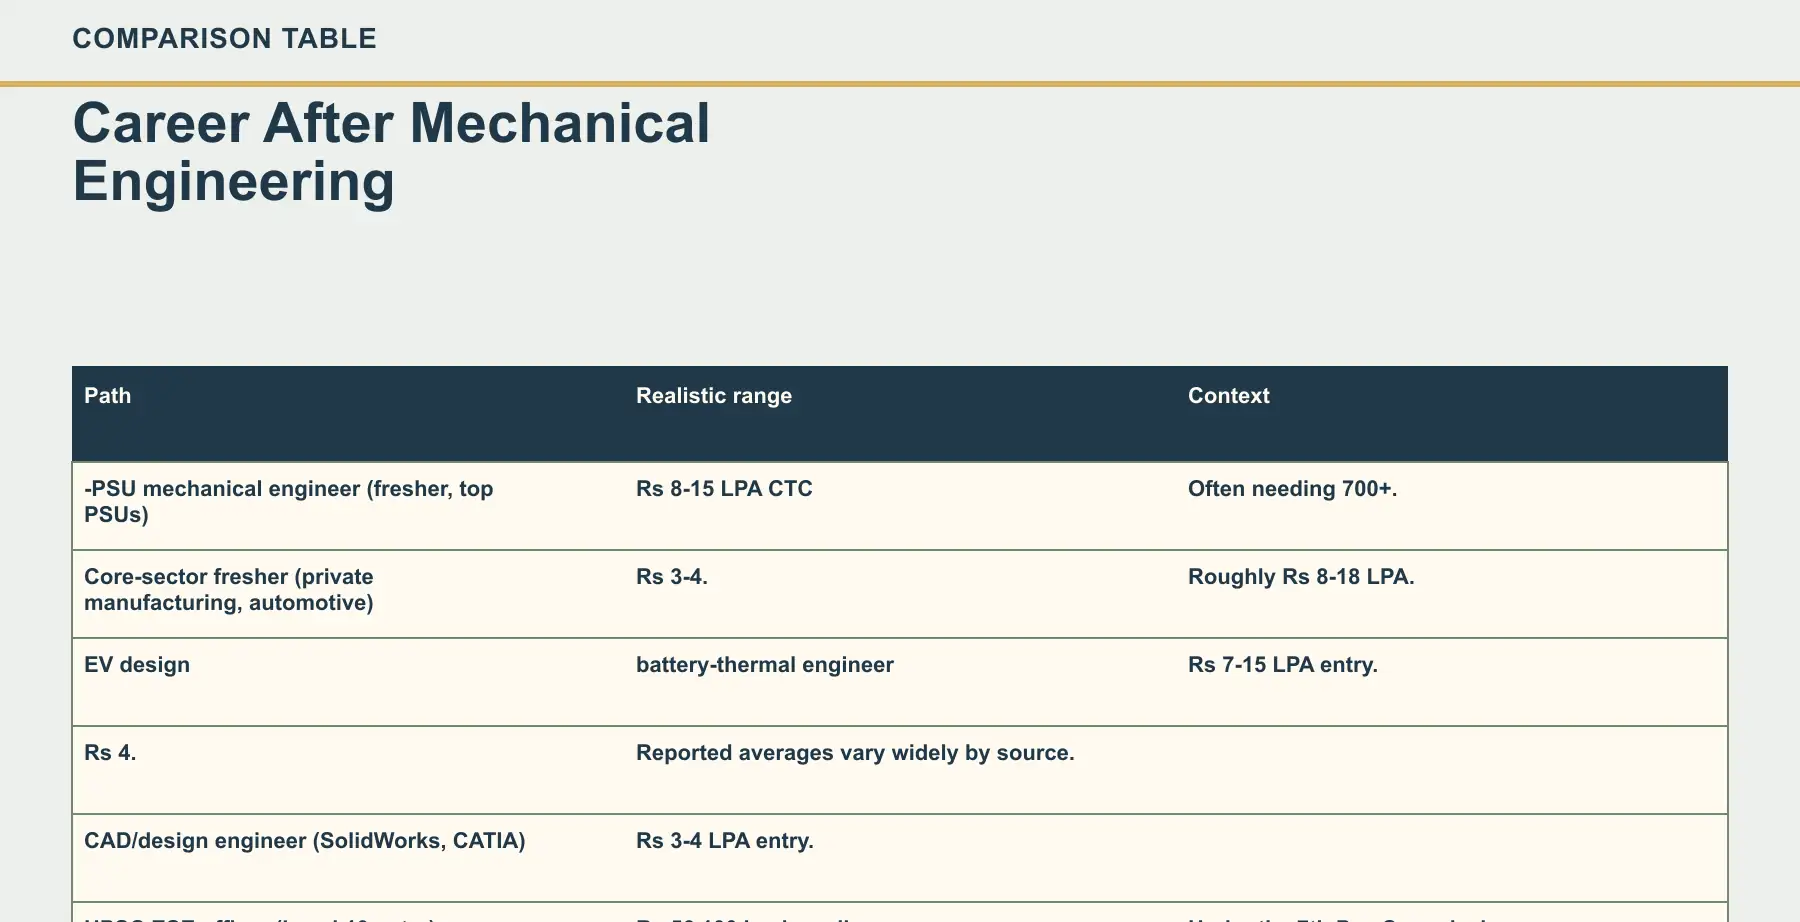 COMPARISON TABLE
Career After Mechanical
Engineering
Path Realistic range Context
-PSU mechanical engineer (fresher, top
PSUs) Rs 8-15 LPA CTC Often needing 700+.
Core-sector fresher (private
manufacturing, automotive) Rs 3-4. Roughly Rs 8-18 LPA.
EV design battery-thermal engineer Rs 7-15 LPA entry.
Rs 4. Reported averages vary widely by source.
CAD/design engineer (SolidWorks, CATIA) Rs 3-4 LPA entry.